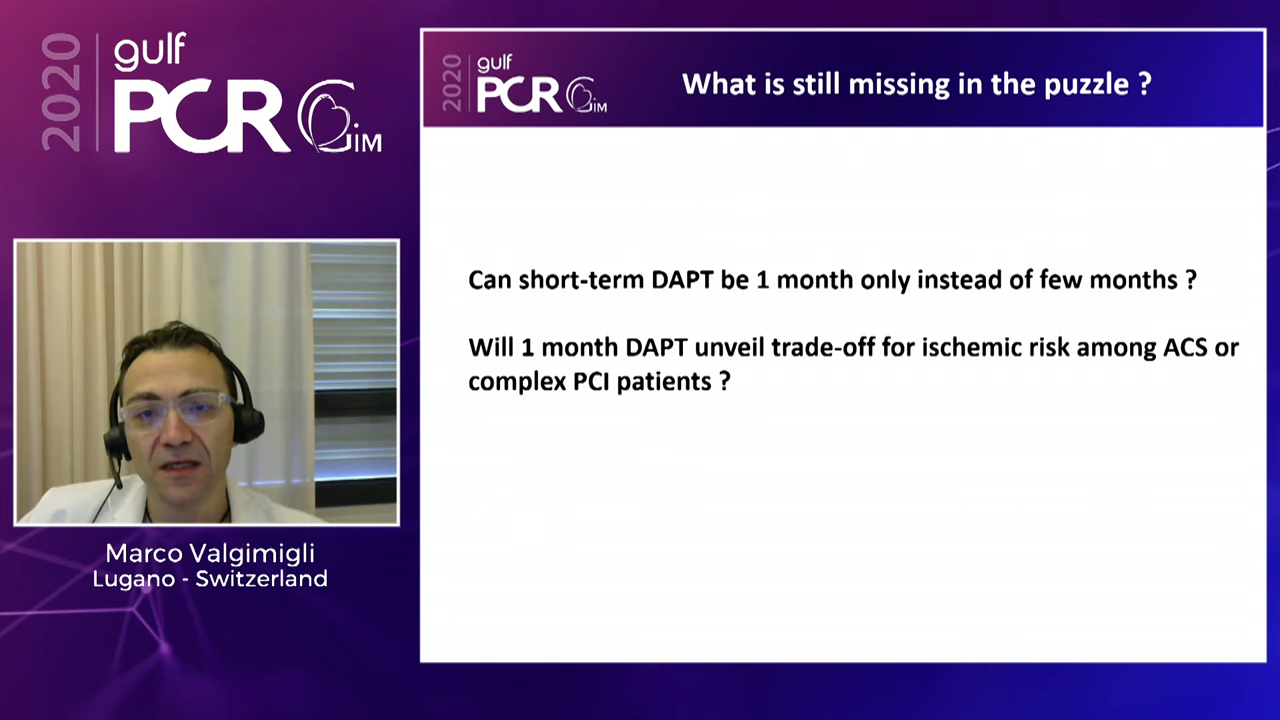 2020
gulf
PCR
GIM
2020
gulf
PCR
GIM
What is still missing in the puzzle ?
Can short-term DAPT be 1 month only instead of few months ?
Will 1 month DAPT unveil trade-off for ischemic risk among ACS or
complex PCI patients ?
Marco Valgimigli
Lugano - Switzerland